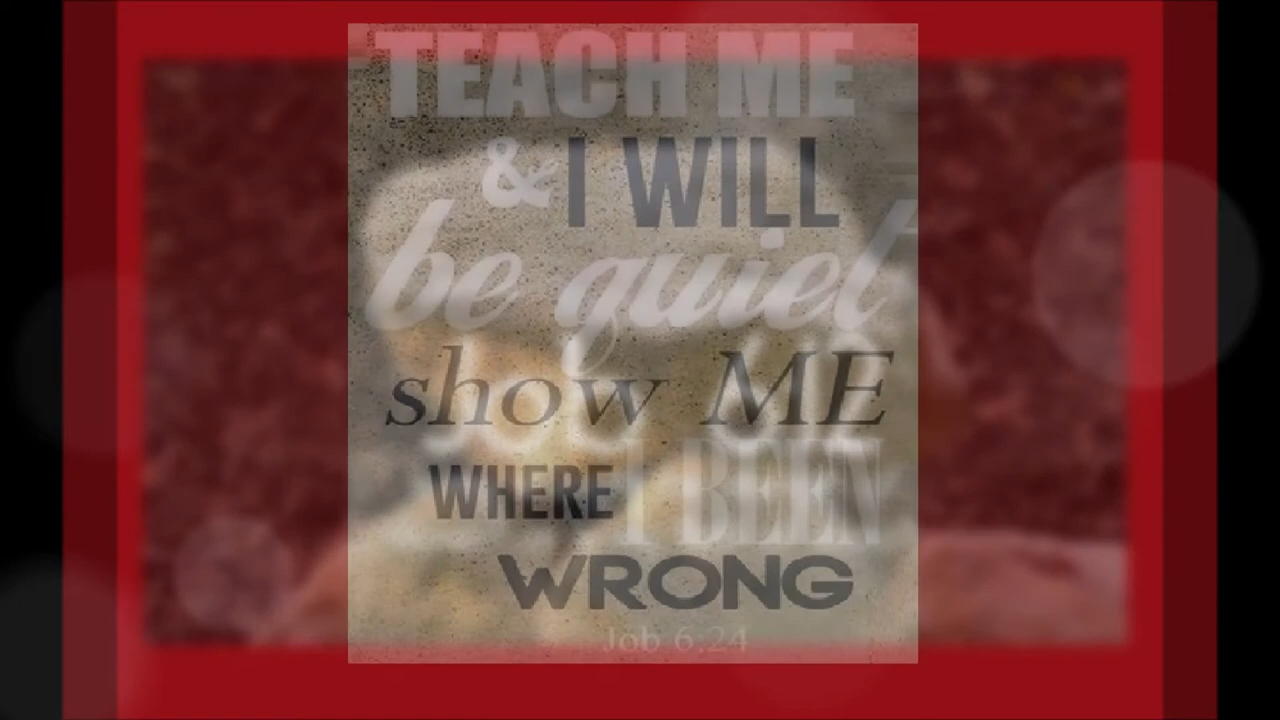 TEACH ME
& I WILL
be quiet
show ME
WHERE I BEEN
WRONG
Job 6:24